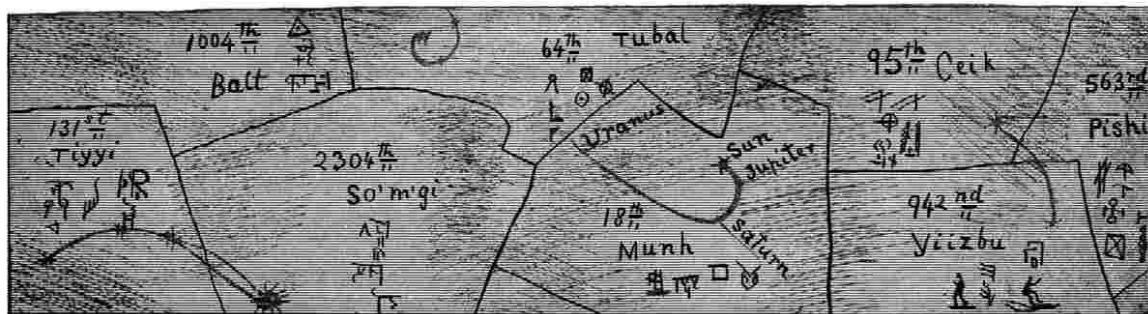 1004th
Balt
64th Tubal
95th Ceik
563rd
Pishi
131st
Tiyyi
2304th
So'm'gi
Uranus
Sun
Jupiter
Saturn
18th
Munh
942nd
Yiizbu